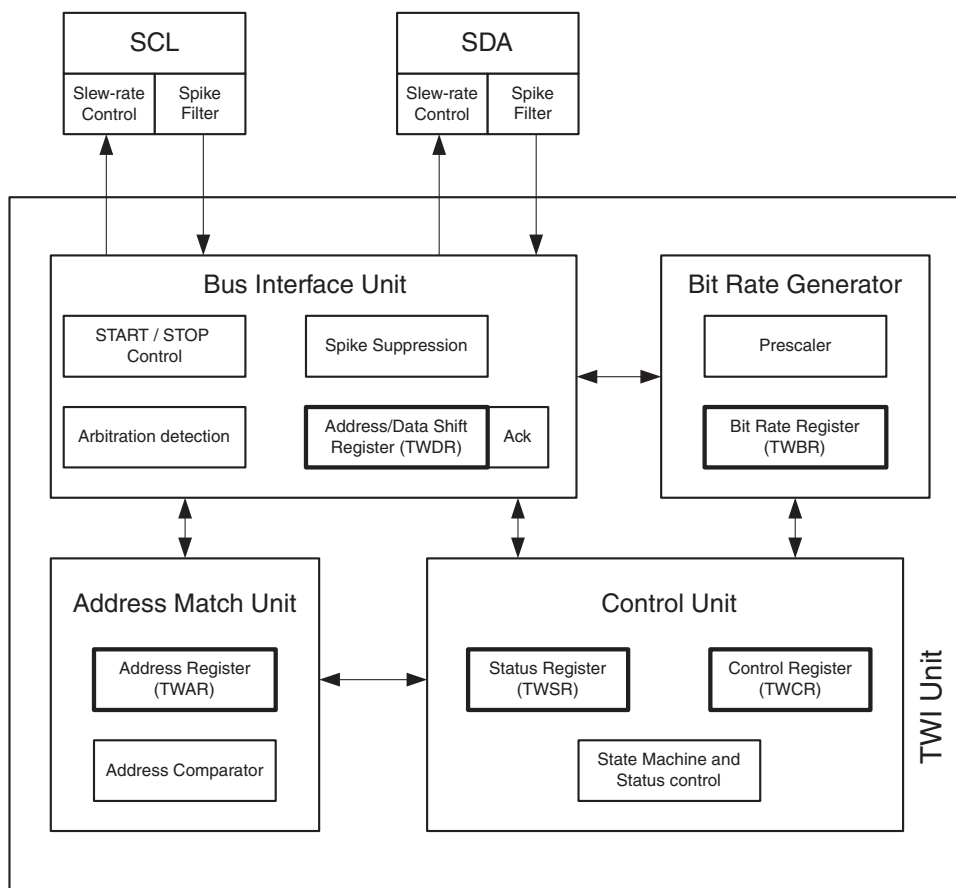 SCL
Slew-rate
Control
Spike
Filter
SDA
Slew-rate
Control
Spike
Filter
Bus Interface Unit
START / STOP
Control
Spike Suppression
Arbitration detection
Address/Data Shift
Register (TWDR)
Ack
Bit Rate Generator
Prescaler
Bit Rate Register
(TWBR)
Address Match Unit
Address Register
(TWAR)
Address Comparator
Control Unit
Status Register
(TWSR)
Control Register
(TWCR)
State Machine and
Status control
TWI Unit